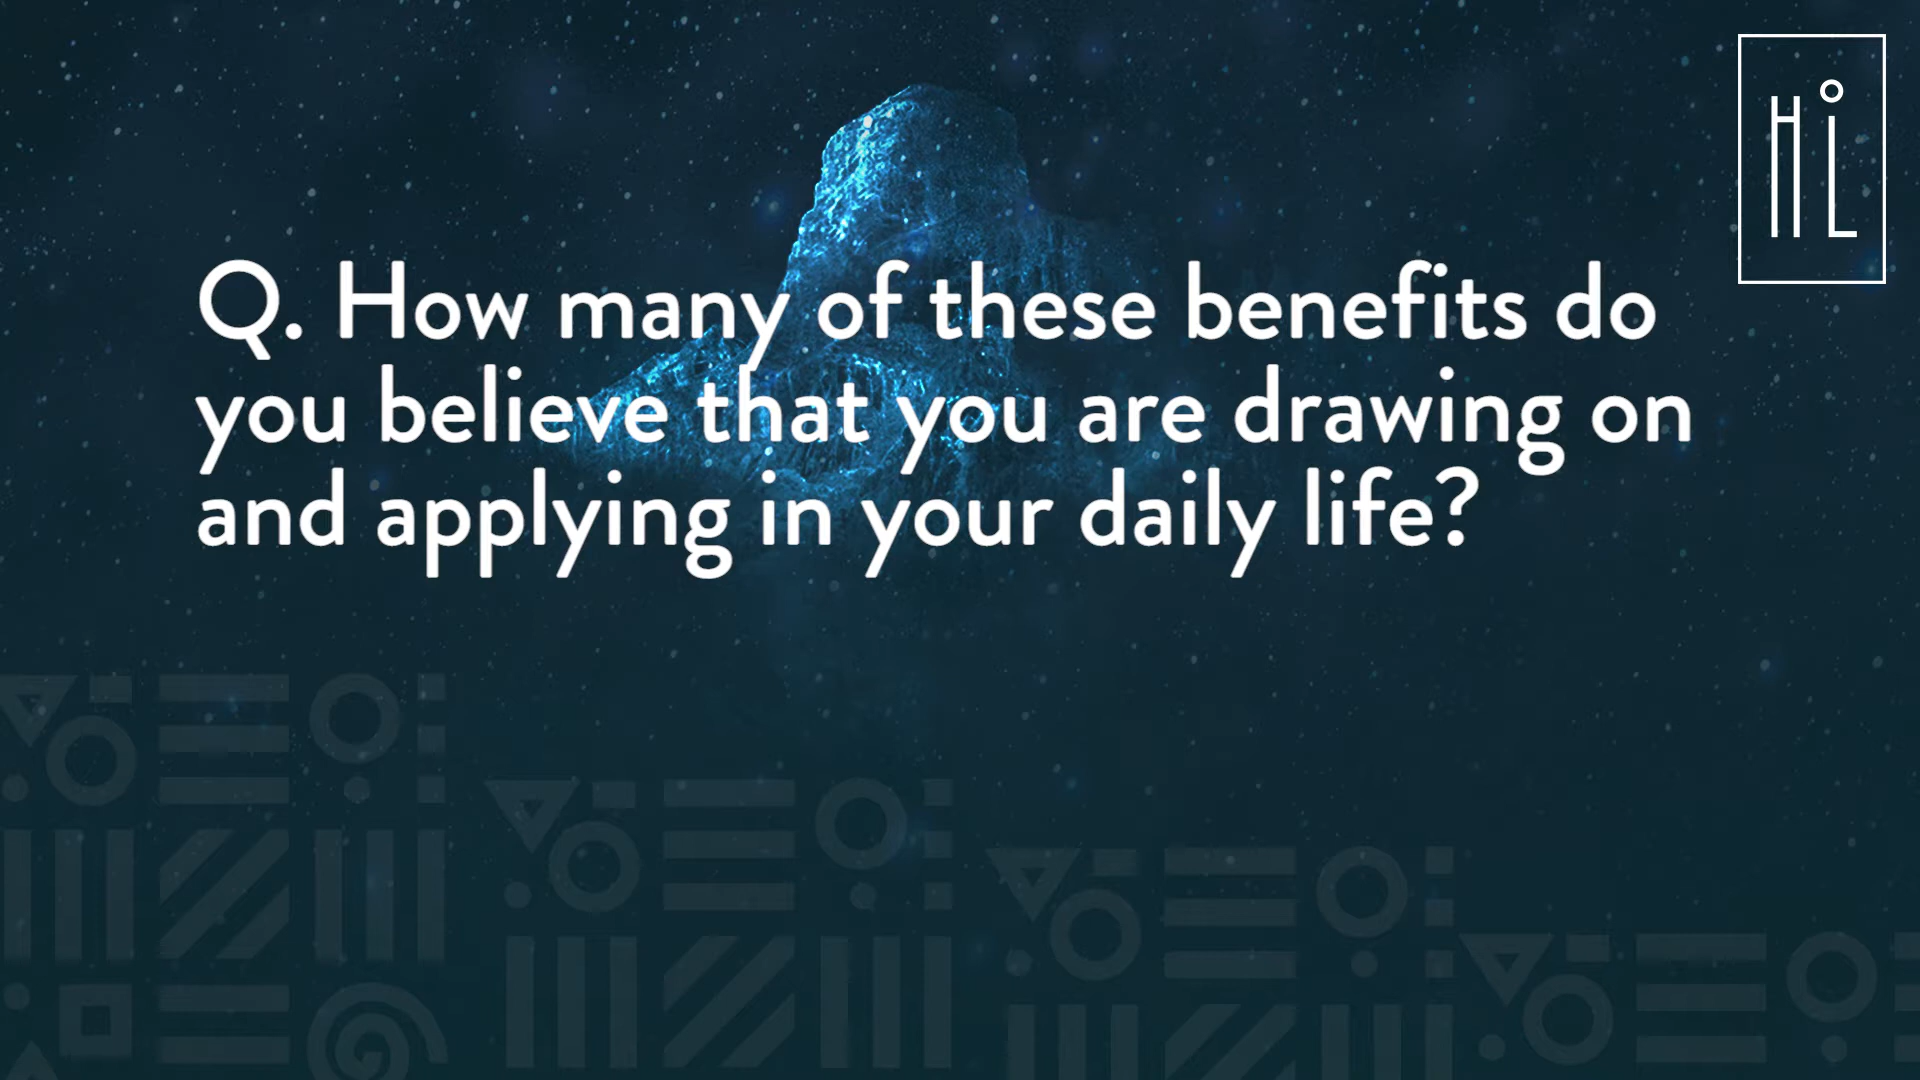 HiL
Q. How many of these benefits do
you believe that you are drawing on
and applying in your daily life?